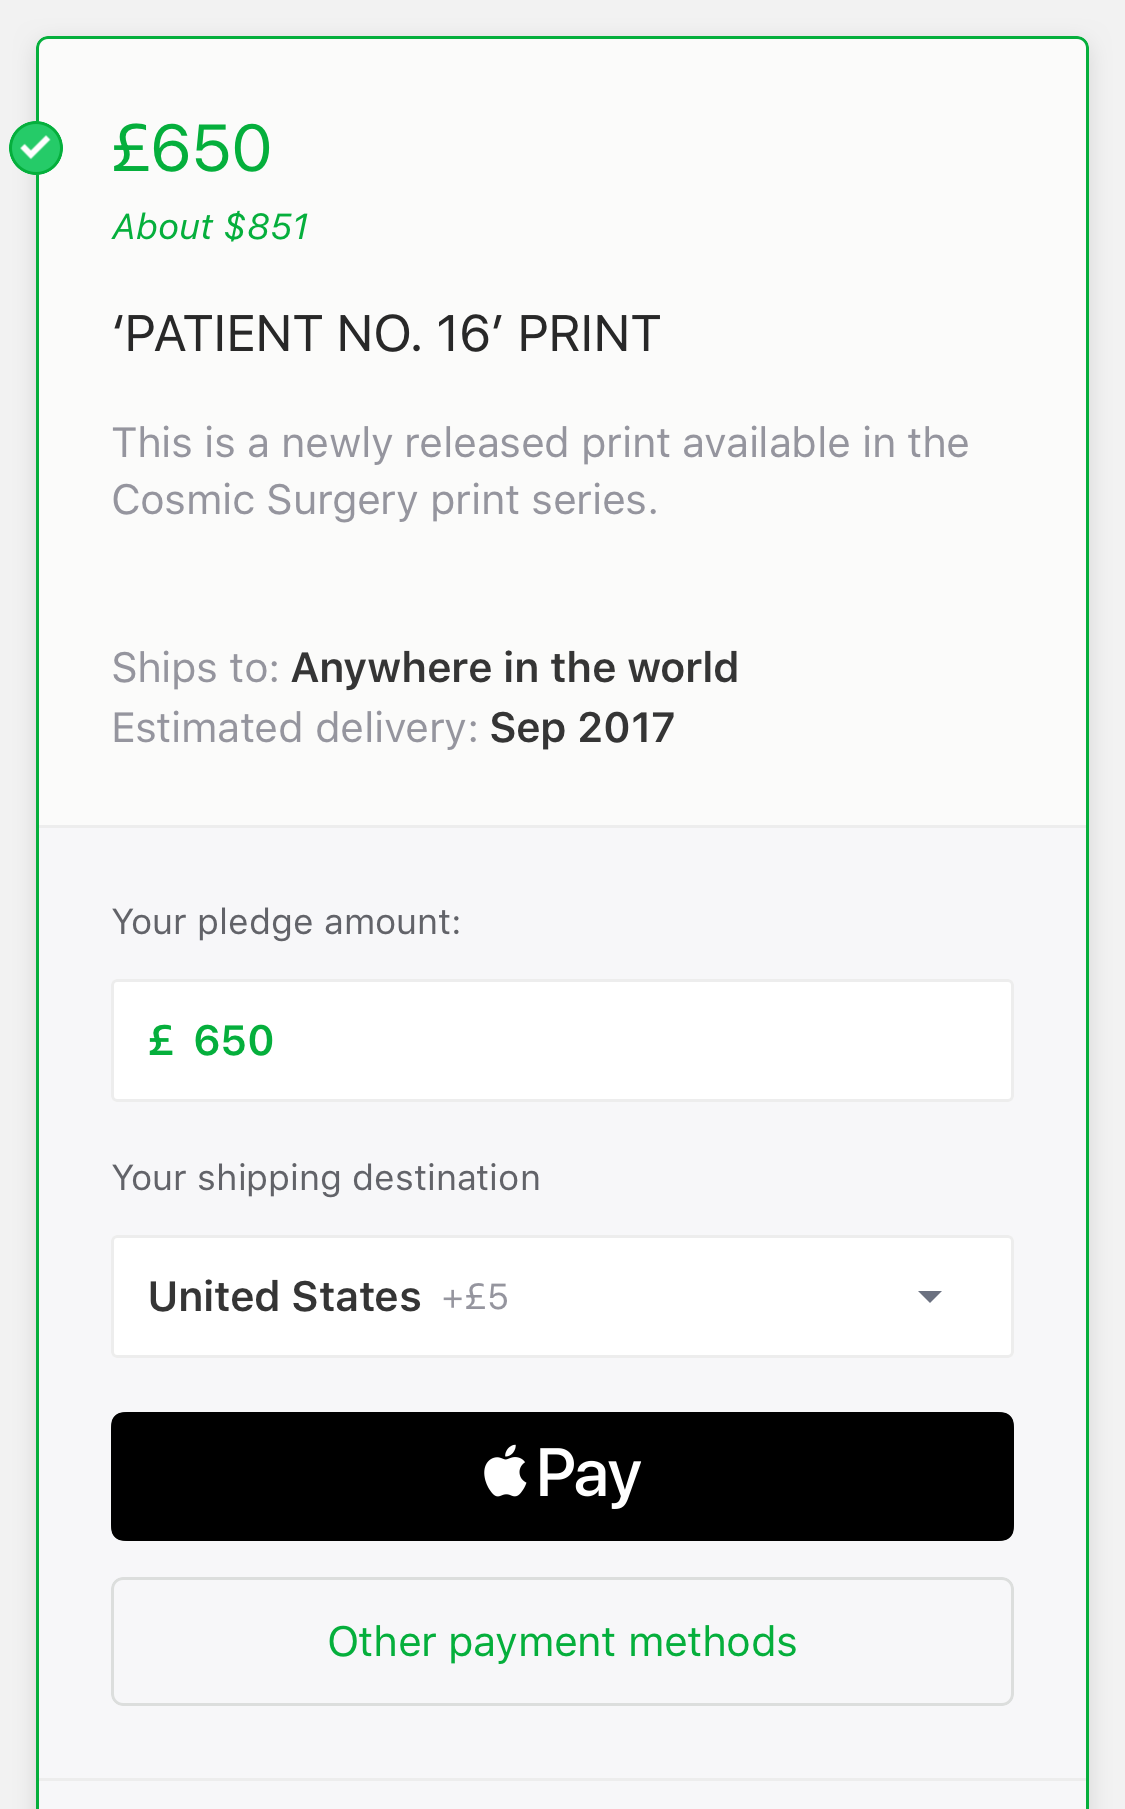 £650
About $851
‘PATIENT NO. 16’ PRINT
This is a newly released print available in the
Cosmic Surgery print series.
Ships to: Anywhere in the world
Estimated delivery: Sep 2017
Your pledge amount:
£ 650
Your shipping destination
United States +£5
Pay
Other payment methods